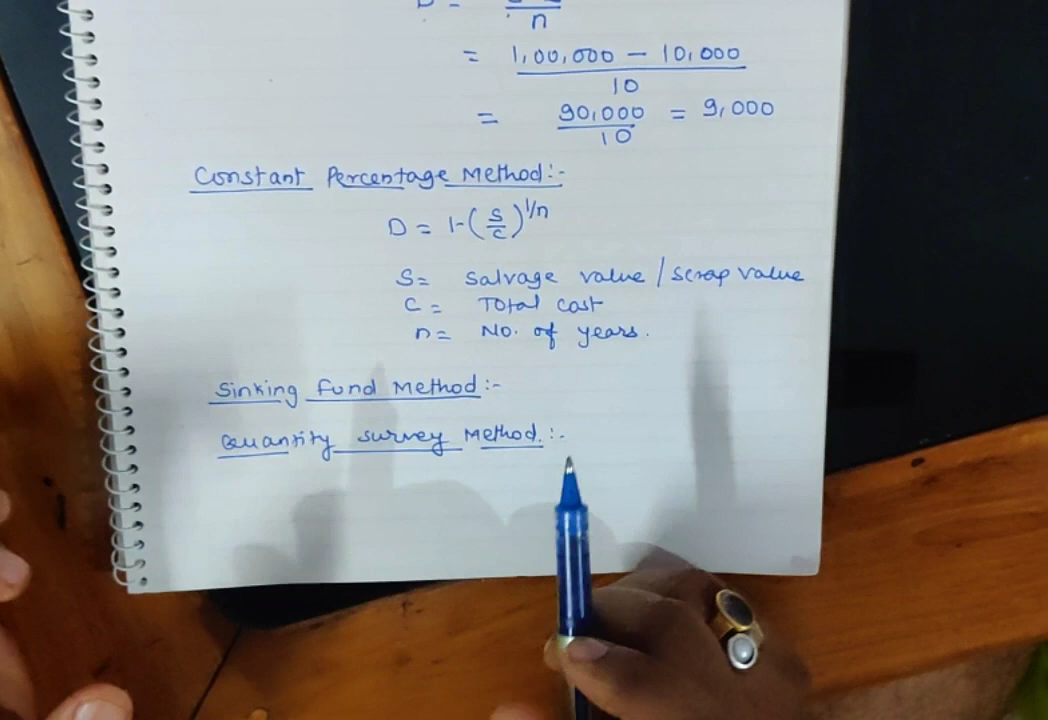 n
= 1,00,000 - 10,000
10
= 90,000 = 9,000
10
Constant Percentage Method:-
D = 1-(S/C)^1/n
S= Salvage value / Scrap value
C = Total cost
n= No. of years.
Sinking Fund Method:-
Quantity survey Method:-